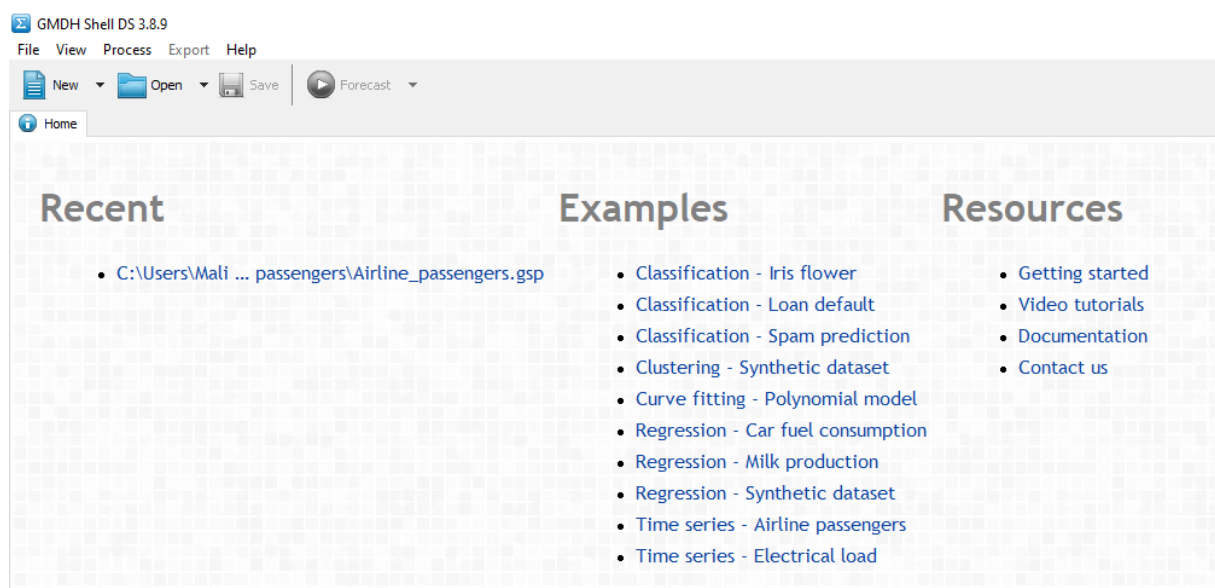 GMDH Shell DS 3.8.9
File View Process Export Help
New Open Save Forecast
Home
Recent
C:\Users\Mali ... passengers\Airline_passengers.gsp
Examples
Classification - Iris flower
Classification - Loan default
Classification - Spam prediction
Clustering - Synthetic dataset
Curve fitting - Polynomial model
Regression - Car fuel consumption
Regression - Milk production
Regression - Synthetic dataset
Time series - Airline passengers
Time series - Electrical load
Resources
Getting started
Video tutorials
Documentation
Contact us